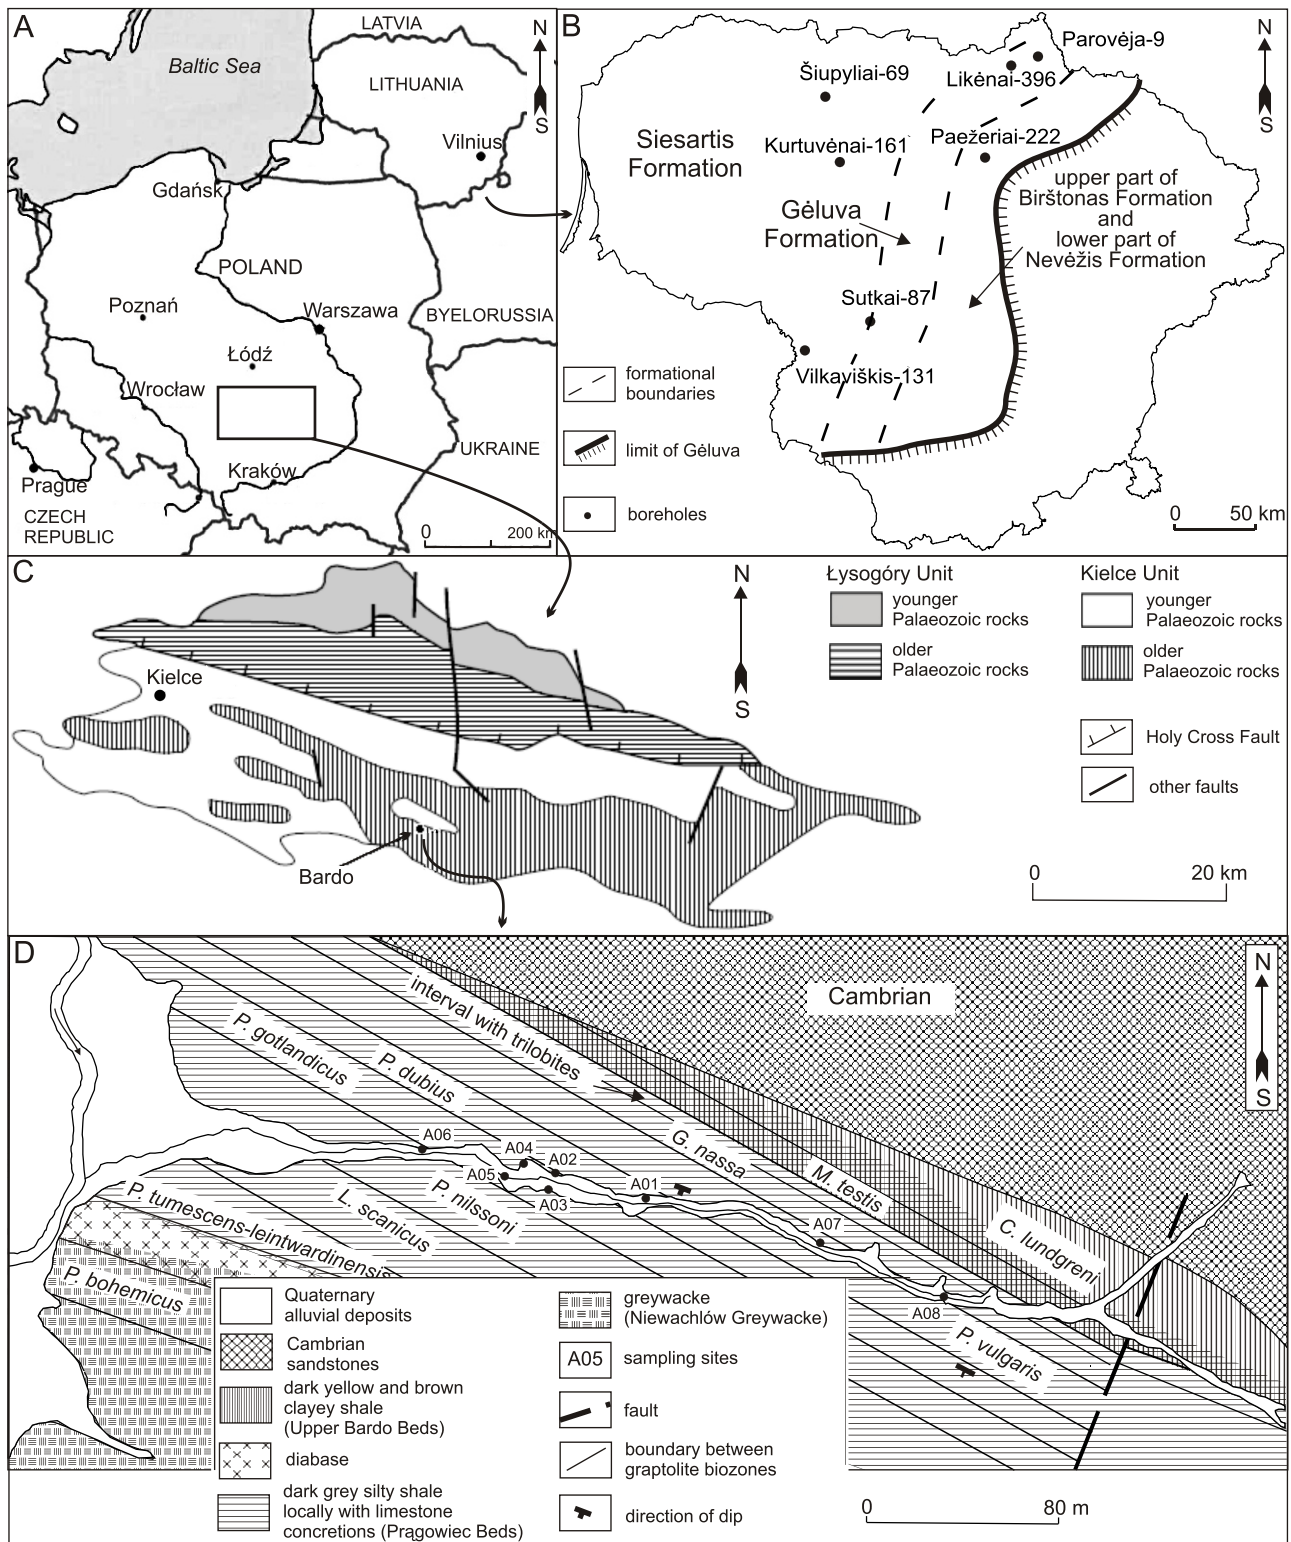 A
LATVIA
Baltic Sea
LITHUANIA
N
S
Vilnius
Gdańsk
POLAND
Poznań
Warszawa
BYELORUSSIA
Łódź
Wrocław
UKRAINE
Kraków
Prague
CZECH
REPUBLIC
0
200 km
B
Parovėja-9
N
S
Šiupyliai-69
Likėnai-396
Siesartis
Formation
Kurtuvėnai-161
Paežeriai-222
upper part of
Birštonas Formation
and
lower part of
Nevėžis Formation
Gėluva
Formation
Sutkai-87
Vilkaviškis-131
formational
boundaries
limit of Gėluva
boreholes
0
50 km
C
N
S
Łysogóry Unit
younger
Palaeozoic rocks
older
Palaeozoic rocks
Kielce Unit
younger
Palaeozoic rocks
older
Palaeozoic rocks
Holy Cross Fault
other faults
Kielce
Bardo
0
20 km
D
N
S
Cambrian
interval with trilobites
P. gotlandicus
P. dubius
G. nassa
M. testis
C. lundgreni
A06
A04
A02
A05
A03
A01
A07
A08
P. tumescens-leintwardinensis
L. scanicus
P. nilssoni
P. bohemicus
P. vulgaris
Quaternary
alluvial deposits
Cambrian
sandstones
dark yellow and brown
clayey shale
(Upper Bardo Beds)
diabase
dark grey silty shale
locally with limestone
concretions (Prągowiec Beds)
greywacke
(Niewachlów Greywacke)
A05
sampling sites
fault
boundary between
graptolite biozones
direction of dip
0
80 m